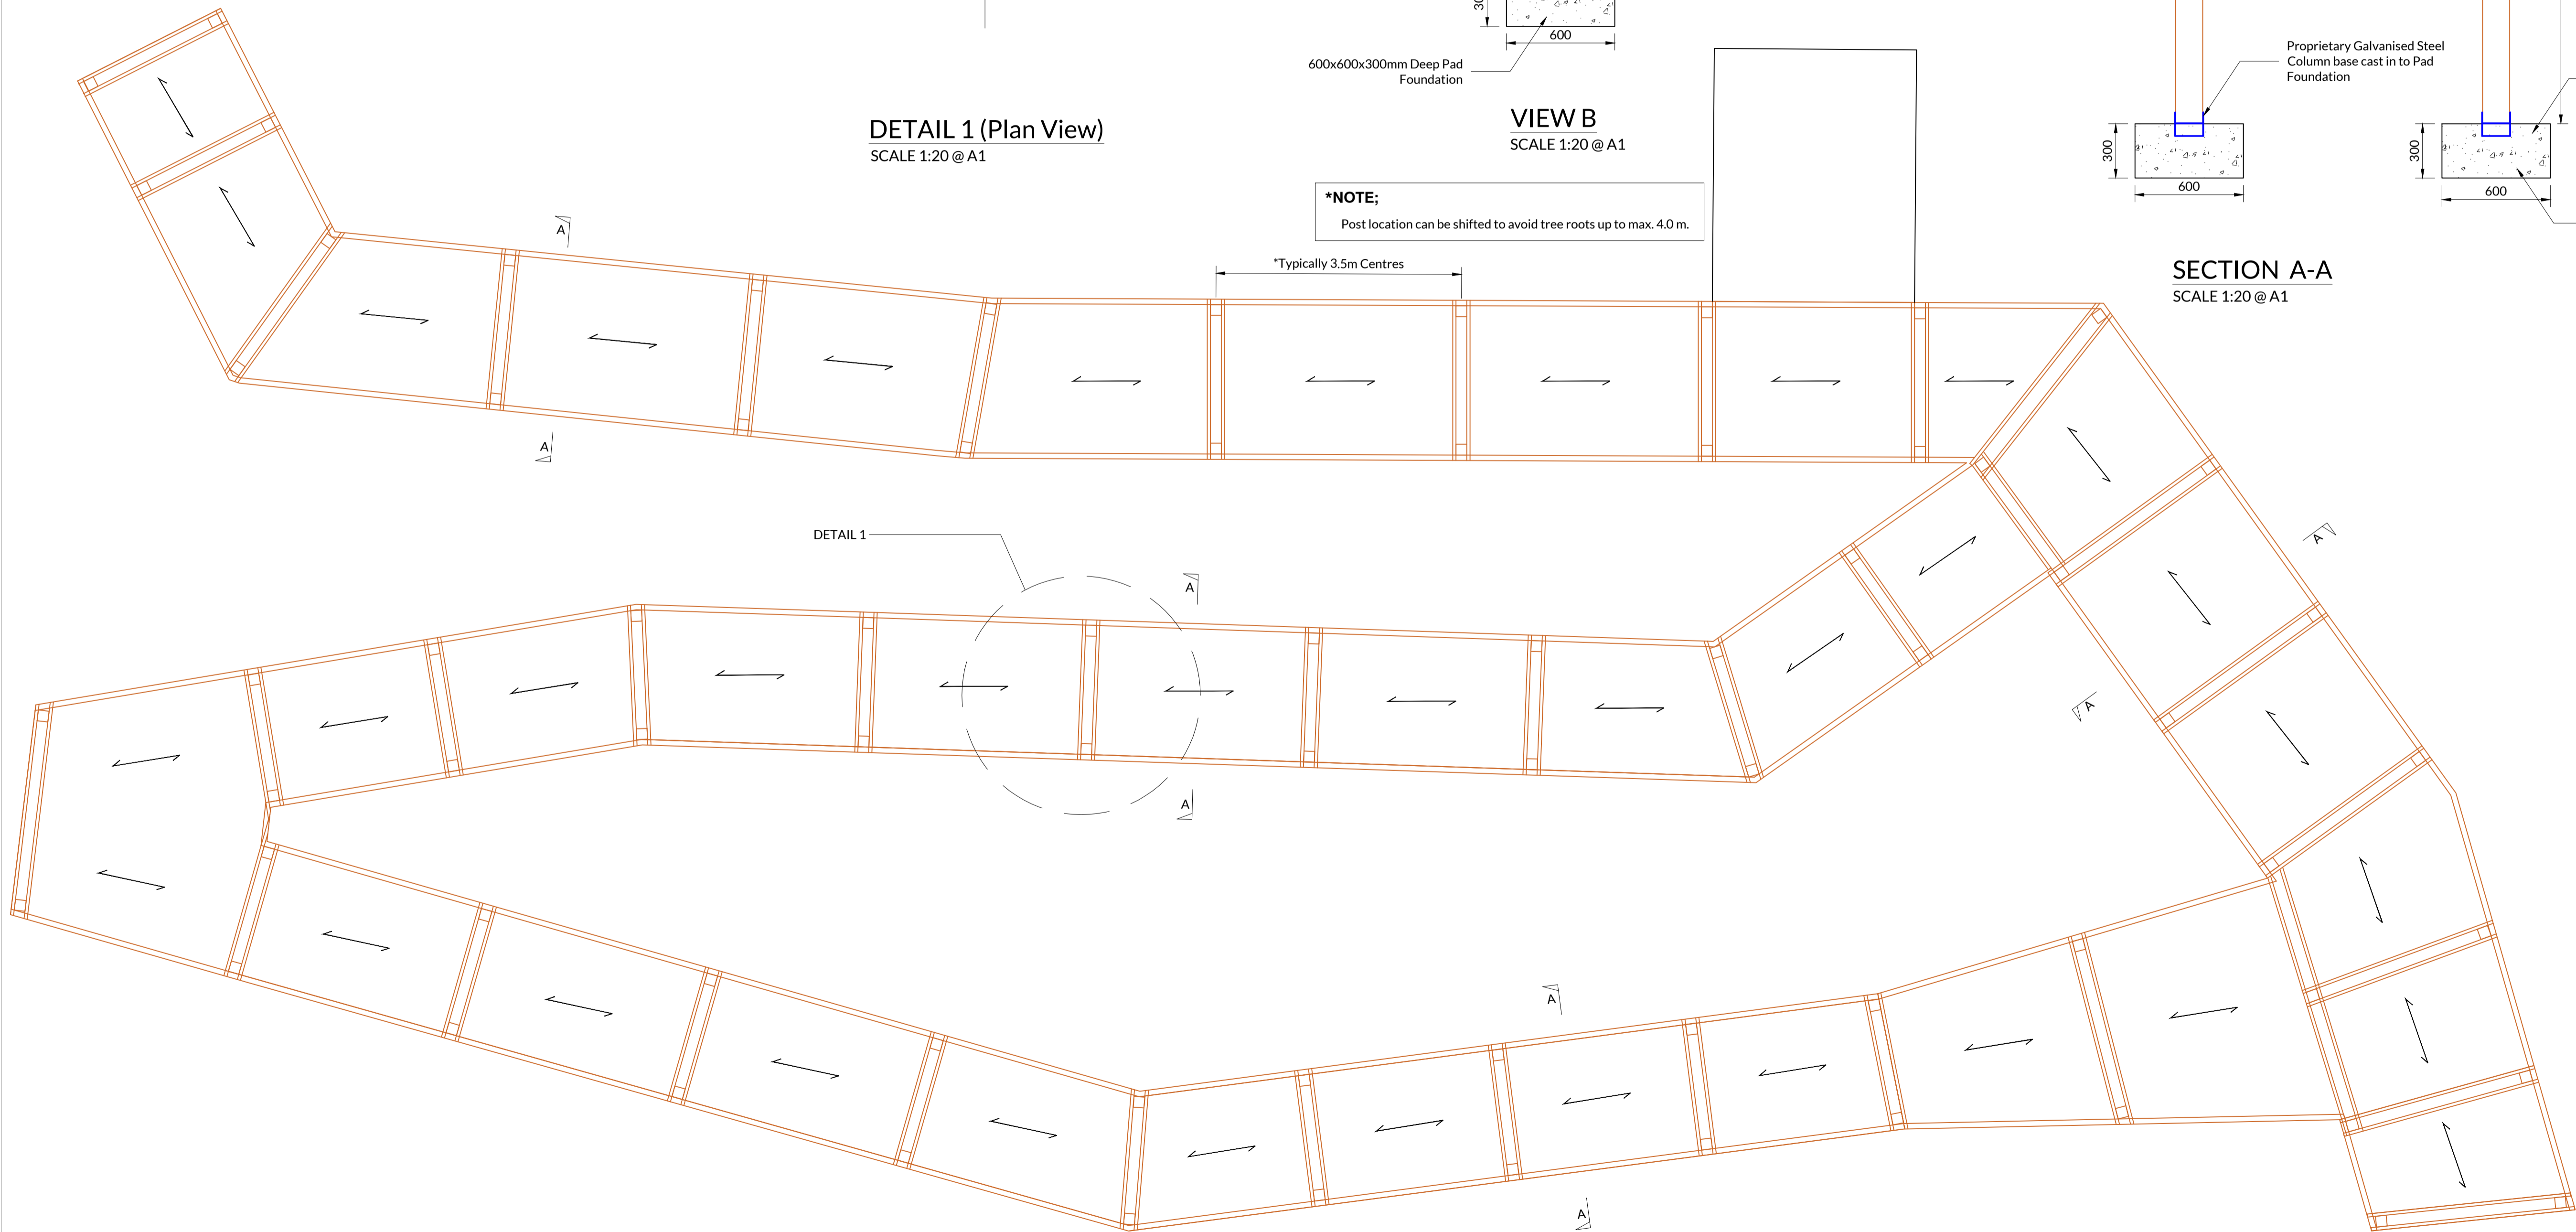 30
600
600x600x300mm Deep Pad
Foundation
VIEW B
SCALE 1:20 @ A1
DETAIL 1 (Plan View)
SCALE 1:20 @ A1
*NOTE;
Post location can be shifted to avoid tree roots up to max. 4.0 m.
*Typically 3.5m Centres
Proprietary Galvanised Steel
Column base cast in to Pad
Foundation
300
600
300
600
SECTION A-A
SCALE 1:20 @ A1
A
A
DETAIL 1
A
A
A
A
A
A